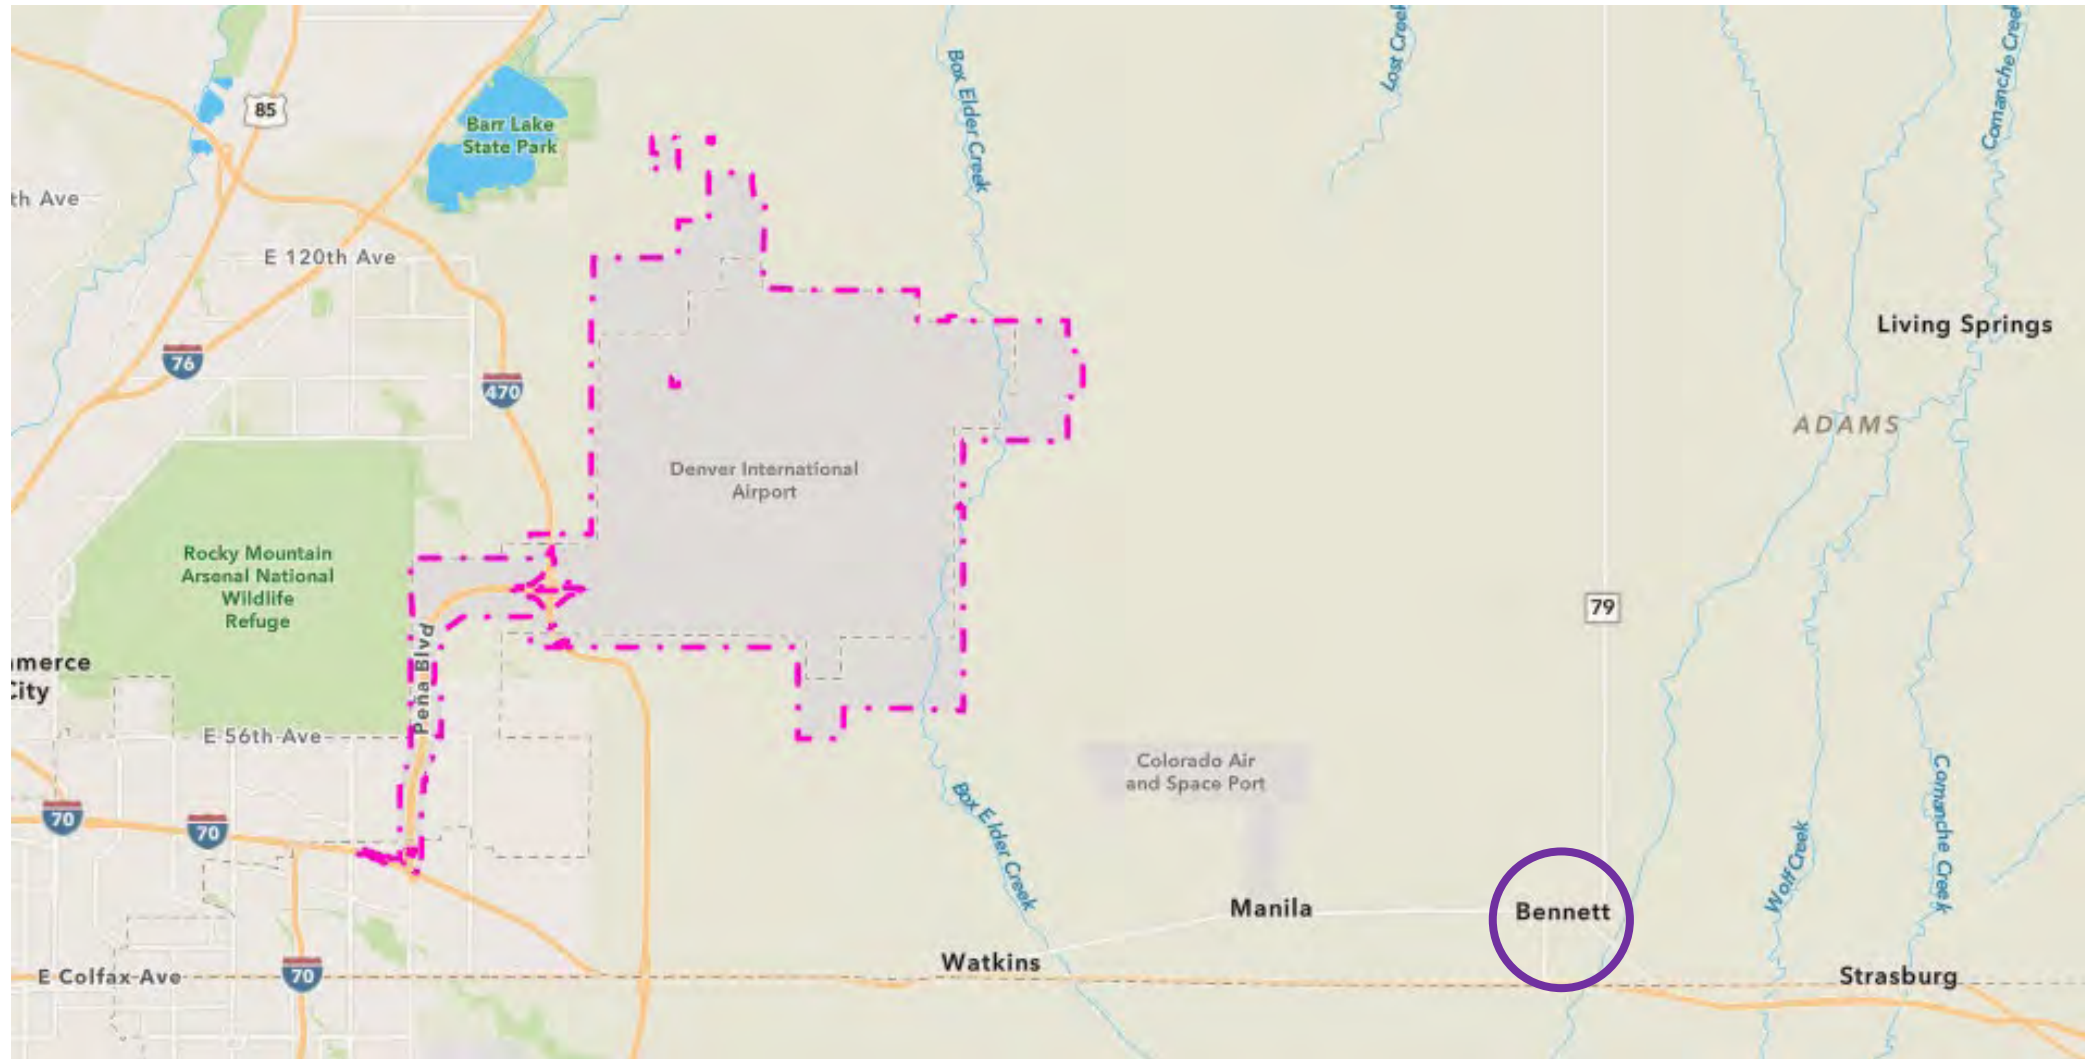 Lost Creek
Comanche Creek
Box Elder Creek
85
Barr Lake
State Park
th Ave
E 120th Ave
Living Springs
76
470
ADAMS
Denver International
Airport
Rocky Mountain
Arsenal National
Wildlife
Refuge
79
Pena Blvd
mmerce
City
E 56th Ave
Colorado Air
and Space Port
70
70
Box Elder Creek
Wolf Creek
Comanche Creek
Manila
Bennett
Watkins
E Colfax Ave
70
Strasburg